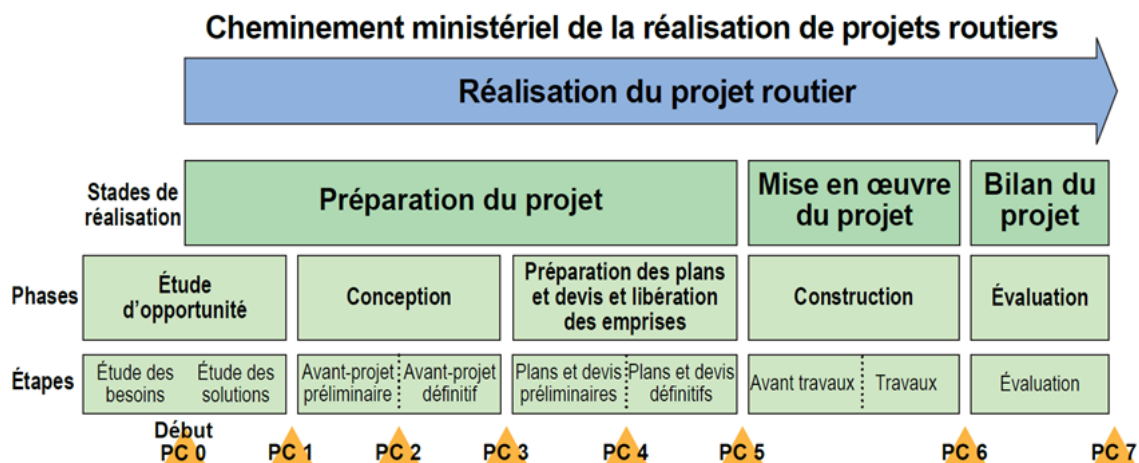 Cheminement ministériel de la réalisation de projets routiers
Réalisation du projet routier
Stades de
réalisation
Préparation du projet
Mise en œuvre
du projet
Bilan du
projet
Phases
Étude
d'opportunité
Conception
Préparation des plans
et devis et libération
des emprises
Construction
Évaluation
Étapes
Étude des
besoins
Étude des
solutions
Avant-projet
préliminaire
Avant-projet
définitif
Plans et devis
préliminaires
Plans et devis
définitifs
Avant travaux
Travaux
Évaluation
Début
PC 0
PC 1
PC 2
PC 3
PC 4
PC 5
PC 6
PC 7